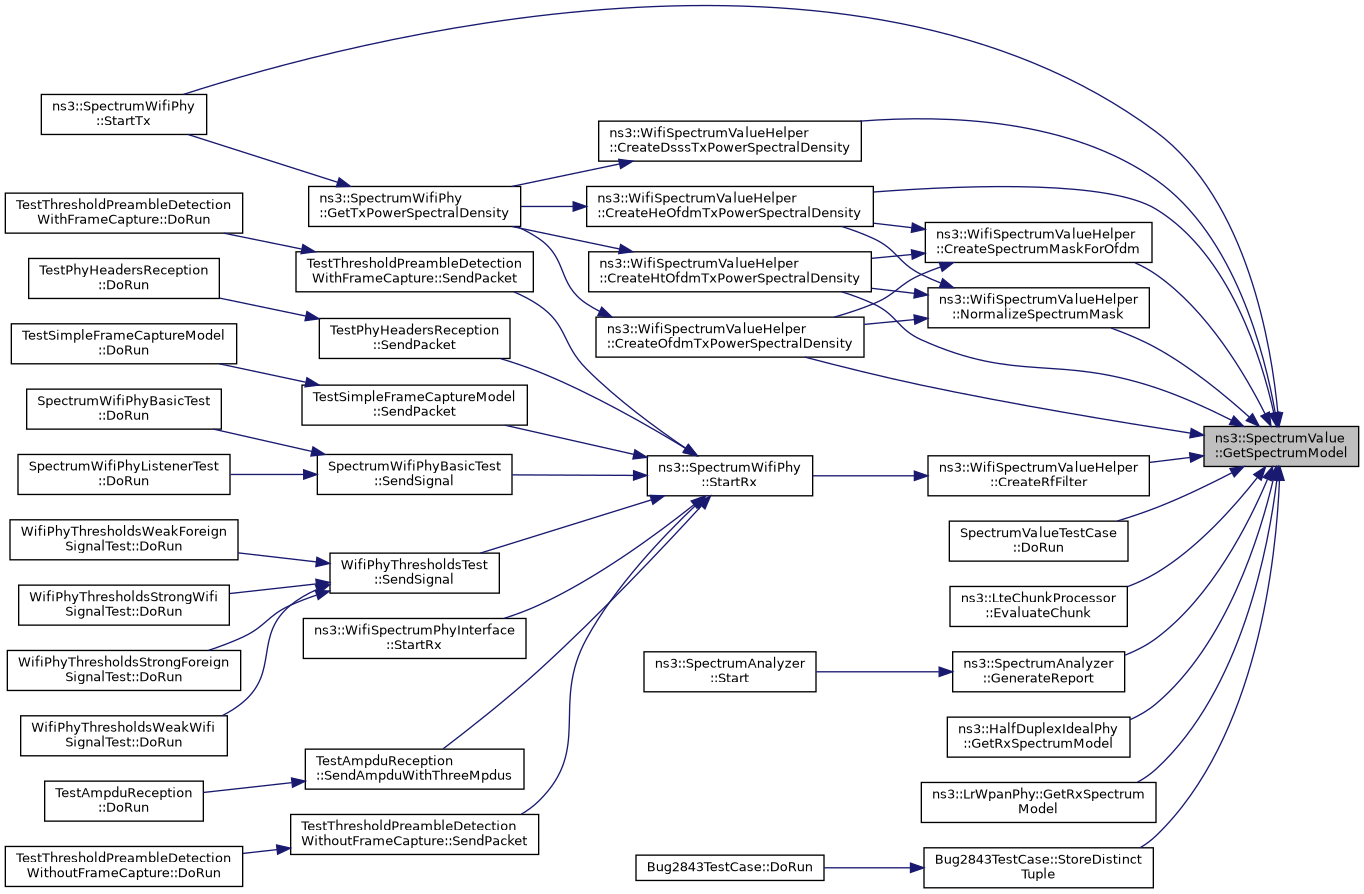 ns3::SpectrumWifiPhy
::StartTx
TestThresholdPreambleDetection
WithFrameCapture::DoRun
TestPhyHeadersReception
::DoRun
TestSimpleFrameCaptureModel
::DoRun
SpectrumWifiPhyBasicTest
::DoRun
SpectrumWifiPhyListenerTest
::DoRun
WifiPhyThresholdsWeakForeign
SignalTest::DoRun
WifiPhyThresholdsStrongWifi
SignalTest::DoRun
WifiPhyThresholdsStrongForeign
SignalTest::DoRun
WifiPhyThresholdsWeakWifi
SignalTest::DoRun
TestAmpduReception
::DoRun
TestThresholdPreambleDetection
WithoutFrameCapture::DoRun
ns3::SpectrumWifiPhy
::GetTxPowerSpectralDensity
TestThresholdPreambleDetection
WithFrameCapture::SendPacket
TestPhyHeadersReception
::SendPacket
TestSimpleFrameCaptureModel
::SendPacket
SpectrumWifiPhyBasicTest
::SendSignal
WifiPhyThresholdsTest
::SendSignal
ns3::WifiSpectrumPhyInterface
::StartRx
TestAmpduReception
::SendAmpduWithThreeMpdus
TestThresholdPreambleDetection
WithoutFrameCapture::SendPacket
ns3::WifiSpectrumValueHelper
::CreateDsssTxPowerSpectralDensity
ns3::WifiSpectrumValueHelper
::CreateHeOfdmTxPowerSpectralDensity
ns3::WifiSpectrumValueHelper
::CreateHtOfdmTxPowerSpectralDensity
ns3::WifiSpectrumValueHelper
::CreateOfdmTxPowerSpectralDensity
ns3::SpectrumWifiPhy
::StartRx
ns3::SpectrumAnalyzer
::Start
Bug2843TestCase::DoRun
ns3::WifiSpectrumValueHelper
::CreateSpectrumMaskForOfdm
ns3::WifiSpectrumValueHelper
::NormalizeSpectrumMask
ns3::WifiSpectrumValueHelper
::CreateRfFilter
SpectrumValueTestCase
::DoRun
ns3::LteChunkProcessor
::EvaluateChunk
ns3::SpectrumAnalyzer
::GenerateReport
ns3::HalfDuplexIdealPhy
::GetRxSpectrumModel
ns3::LrWpanPhy::GetRxSpectrum
Model
Bug2843TestCase::StoreDistinct
Tuple
ns3::SpectrumValue
::GetSpectrumModel